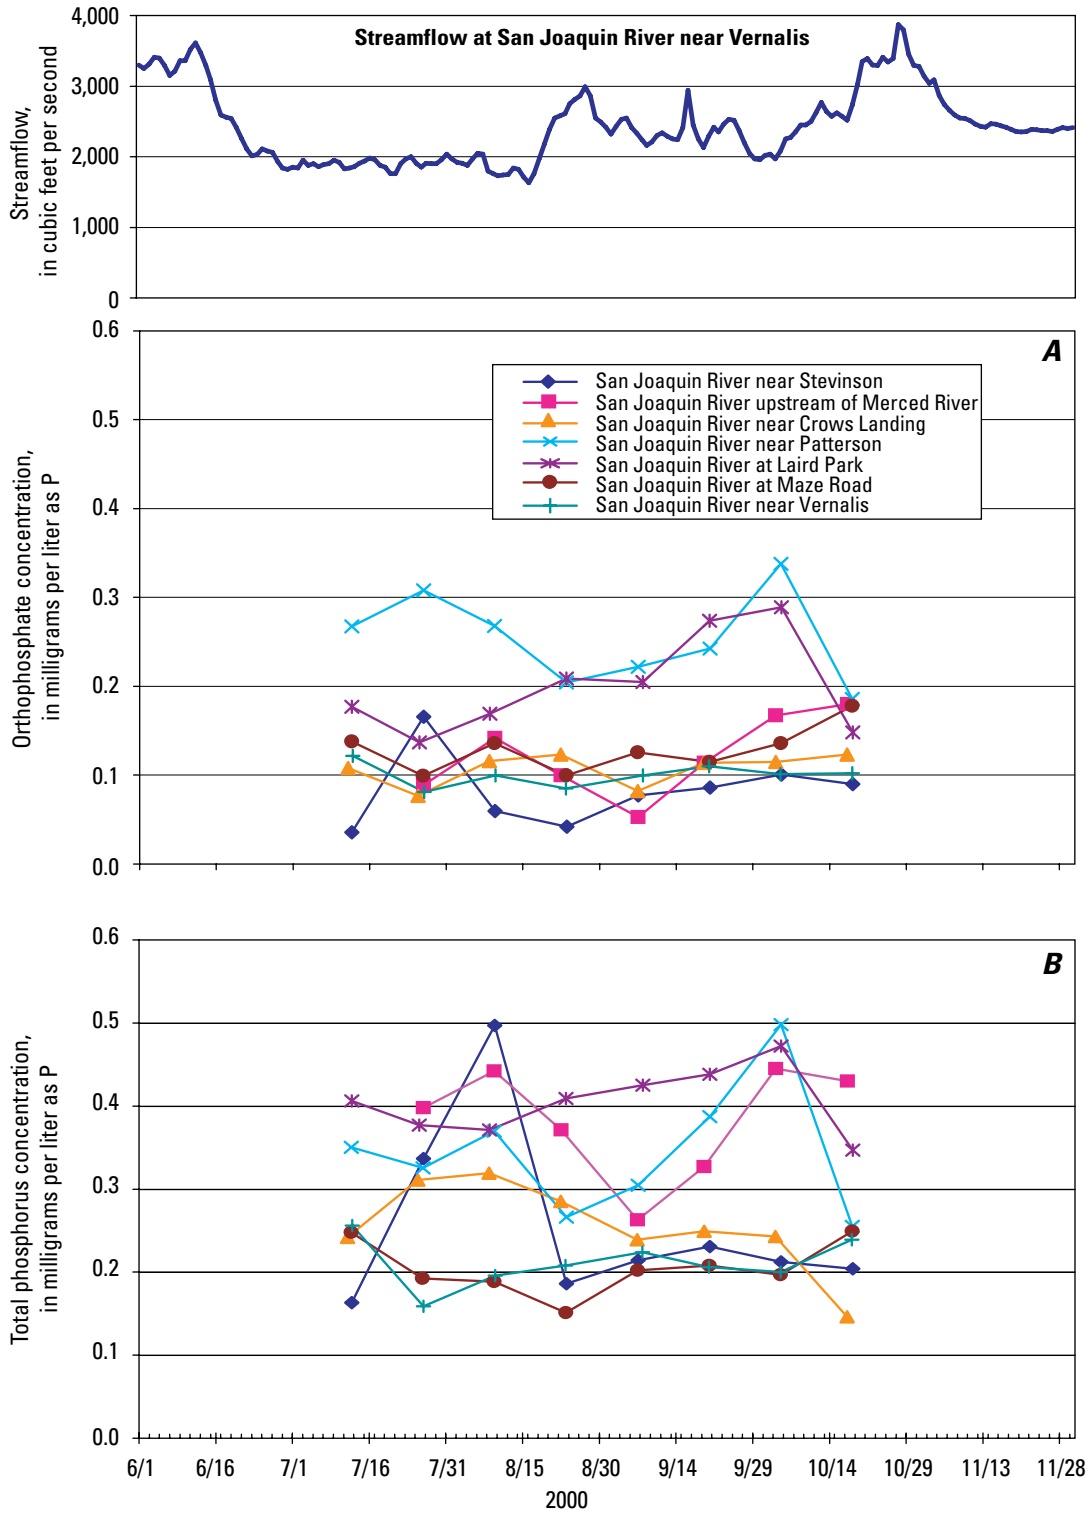 Streamflow at San Joaquin River near Vernalis
Streamflow,
in cubic feet per second
4,000
3,000
2,000
1,000
0
A
Orthophosphate concentration,
in milligrams per liter as P
0.6
0.5
0.4
0.3
0.2
0.1
0.0
San Joaquin River near Stevinson
San Joaquin River upstream of Merced River
San Joaquin River near Crows Landing
San Joaquin River near Patterson
San Joaquin River at Laird Park
San Joaquin River at Maze Road
San Joaquin River near Vernalis
B
Total phosphorus concentration,
in milligrams per liter as P
0.6
0.5
0.4
0.3
0.2
0.1
0.0
6/1 6/16 7/1 7/16 7/31 8/15 8/30 9/14 9/29 10/14 10/29 11/13 11/28
2000